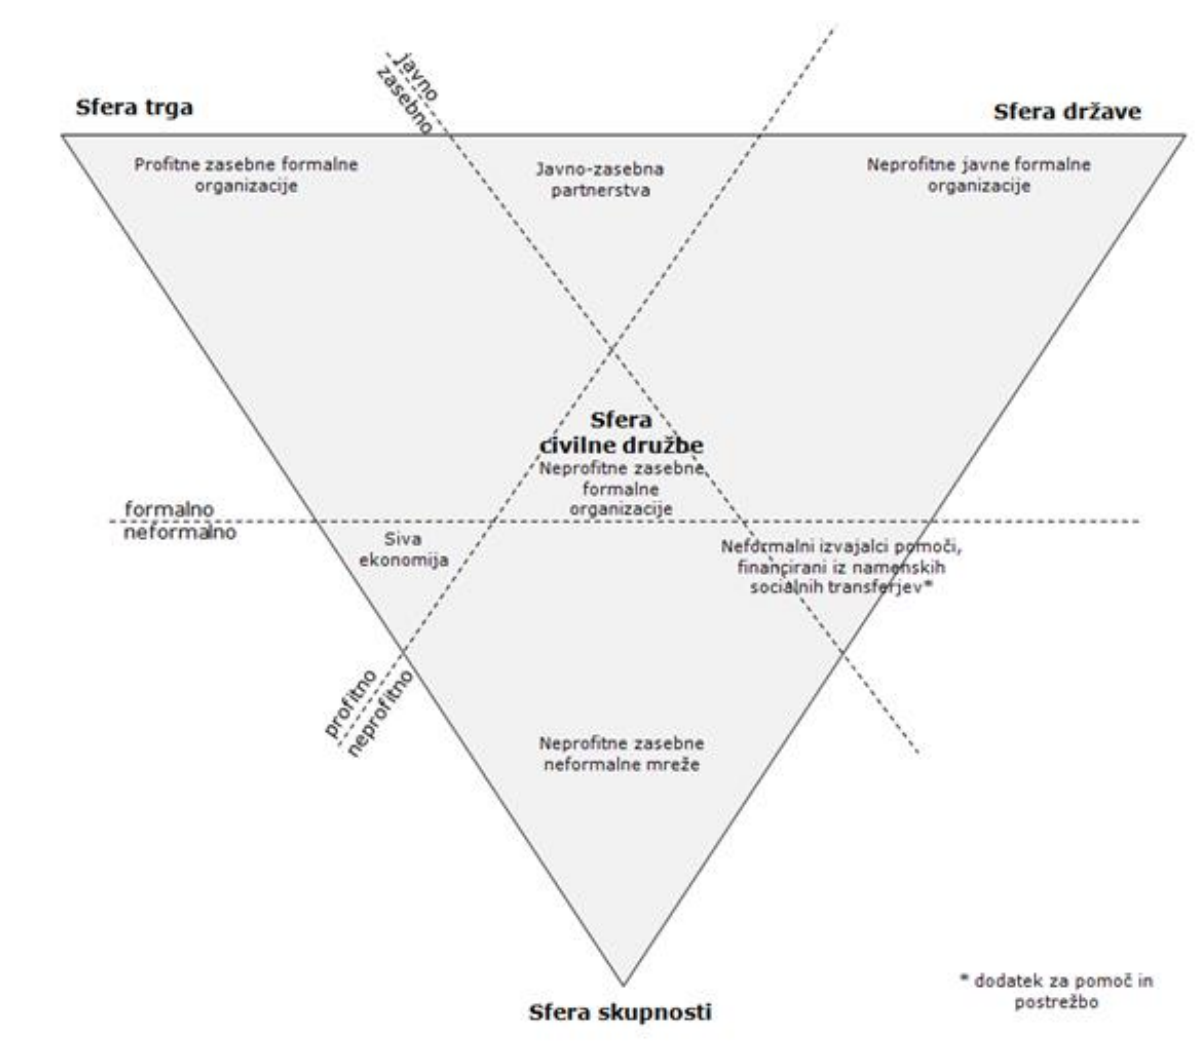 javno
zasebno
Sfera trga
Sfera države
Profitne zasebne formalne
organizacije
Javno-zasebna
partnerstva
Neprofitne javne formalne
organizacije
Sfera
civilne družbe
Neprofitne zasebne
formalne
organizacije
formalno
neformalno
Siva
ekonomija
Neformalni izvajalci pomoči,
financirani iz namenskih
socialnih transferjev*
profitno
neprofitno
Neprofitne zasebne
neformalne mreže
* dodatek za pomoč in
postrežbo
Sfera skupnosti